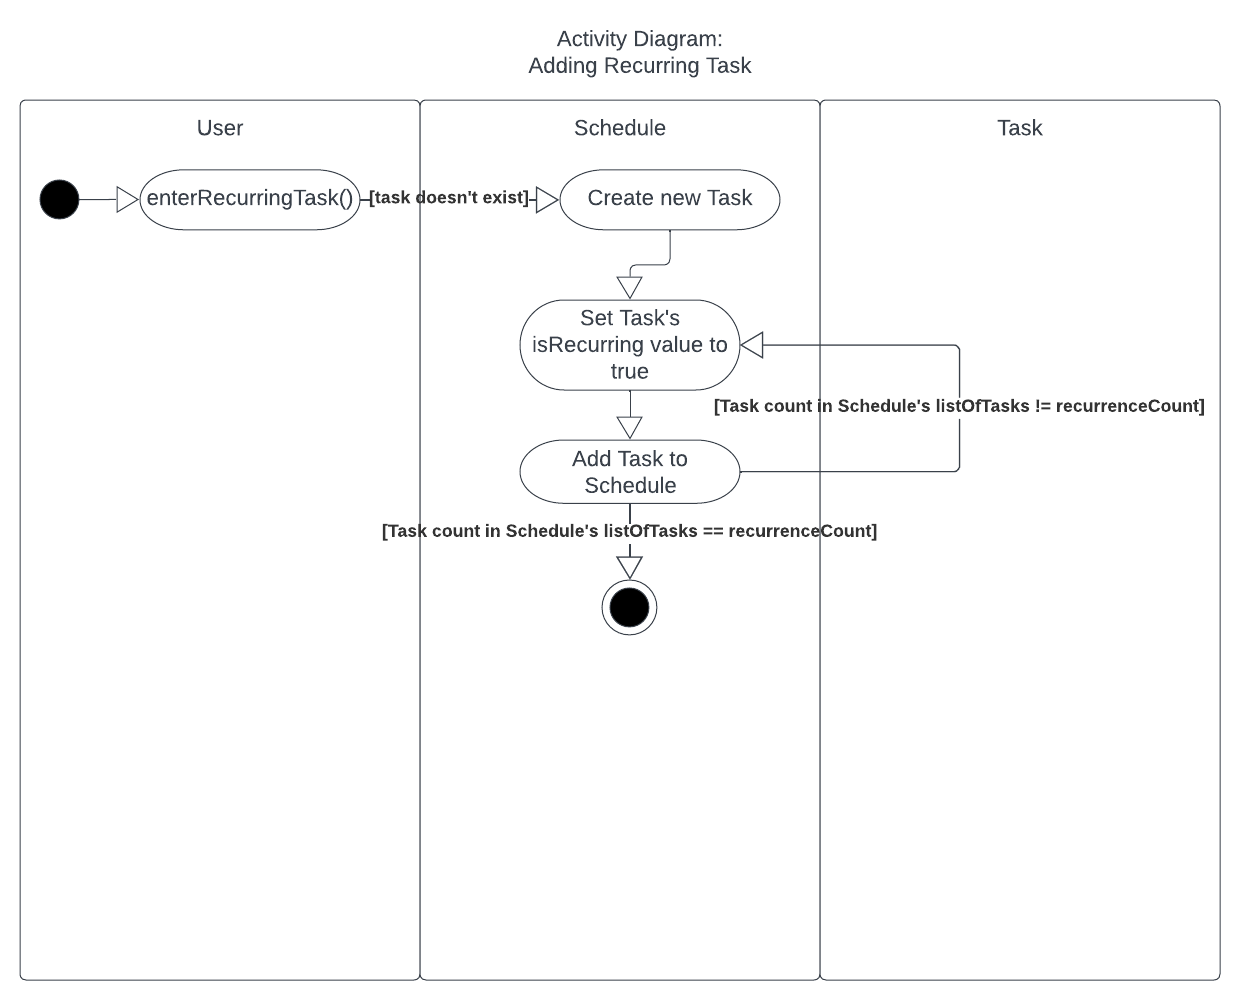 Activity Diagram:
Adding Recurring Task
User
Schedule
Task
enterRecurringTask()
[task doesn't exist]
Create new Task
Set Task's
isRecurring value to
true
[Task count in Schedule's listOfTasks != recurrenceCount]
Add Task to
Schedule
[Task count in Schedule's listOfTasks == recurrenceCount]